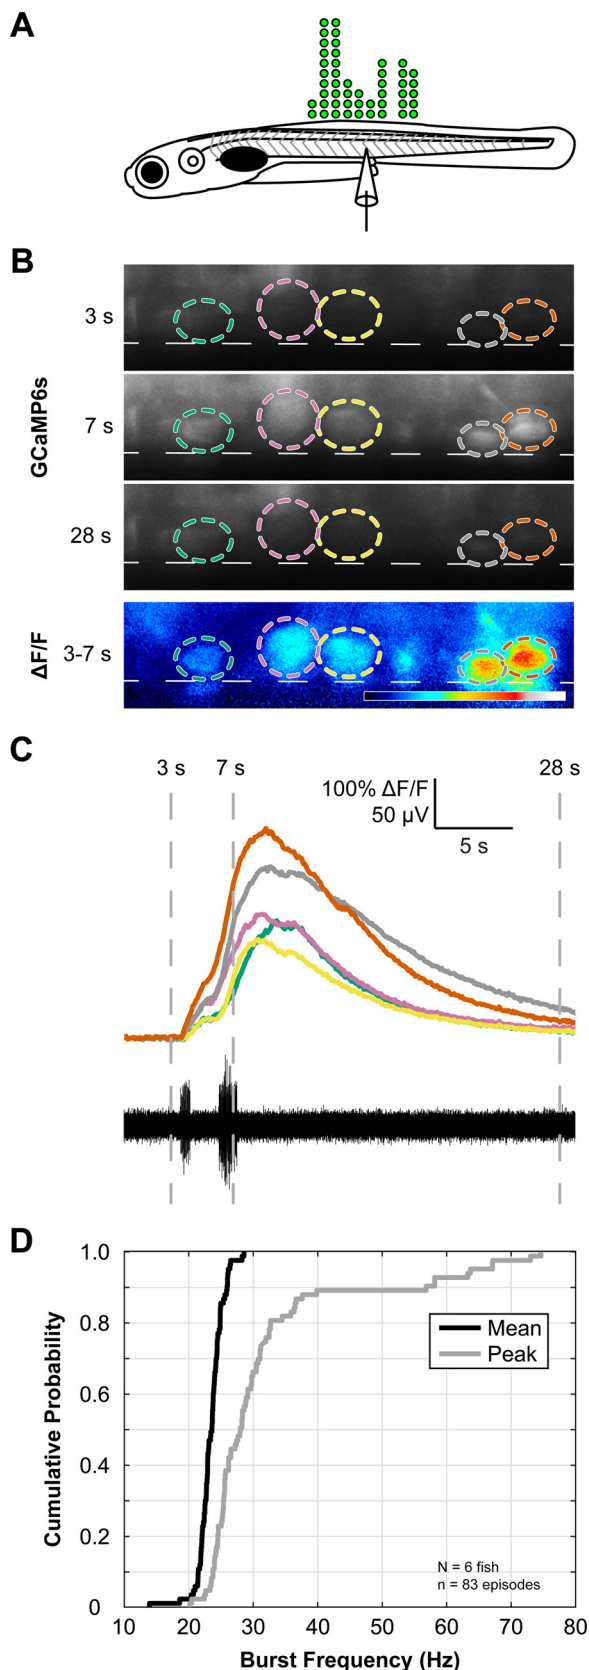 A
B
3 s
7 s
28 s
GCaMP6s
ΔF/F
3-7 s
C
3 s
7 s
28 s
100% ΔF/F
50 µV
5 s
D
1.0
0.8
0.6
0.4
0.2
0
Cumulative Probability
Mean
Peak
N = 6 fish
n = 83 episodes
10 20 30 40 50 60 70 80
Burst Frequency (Hz)